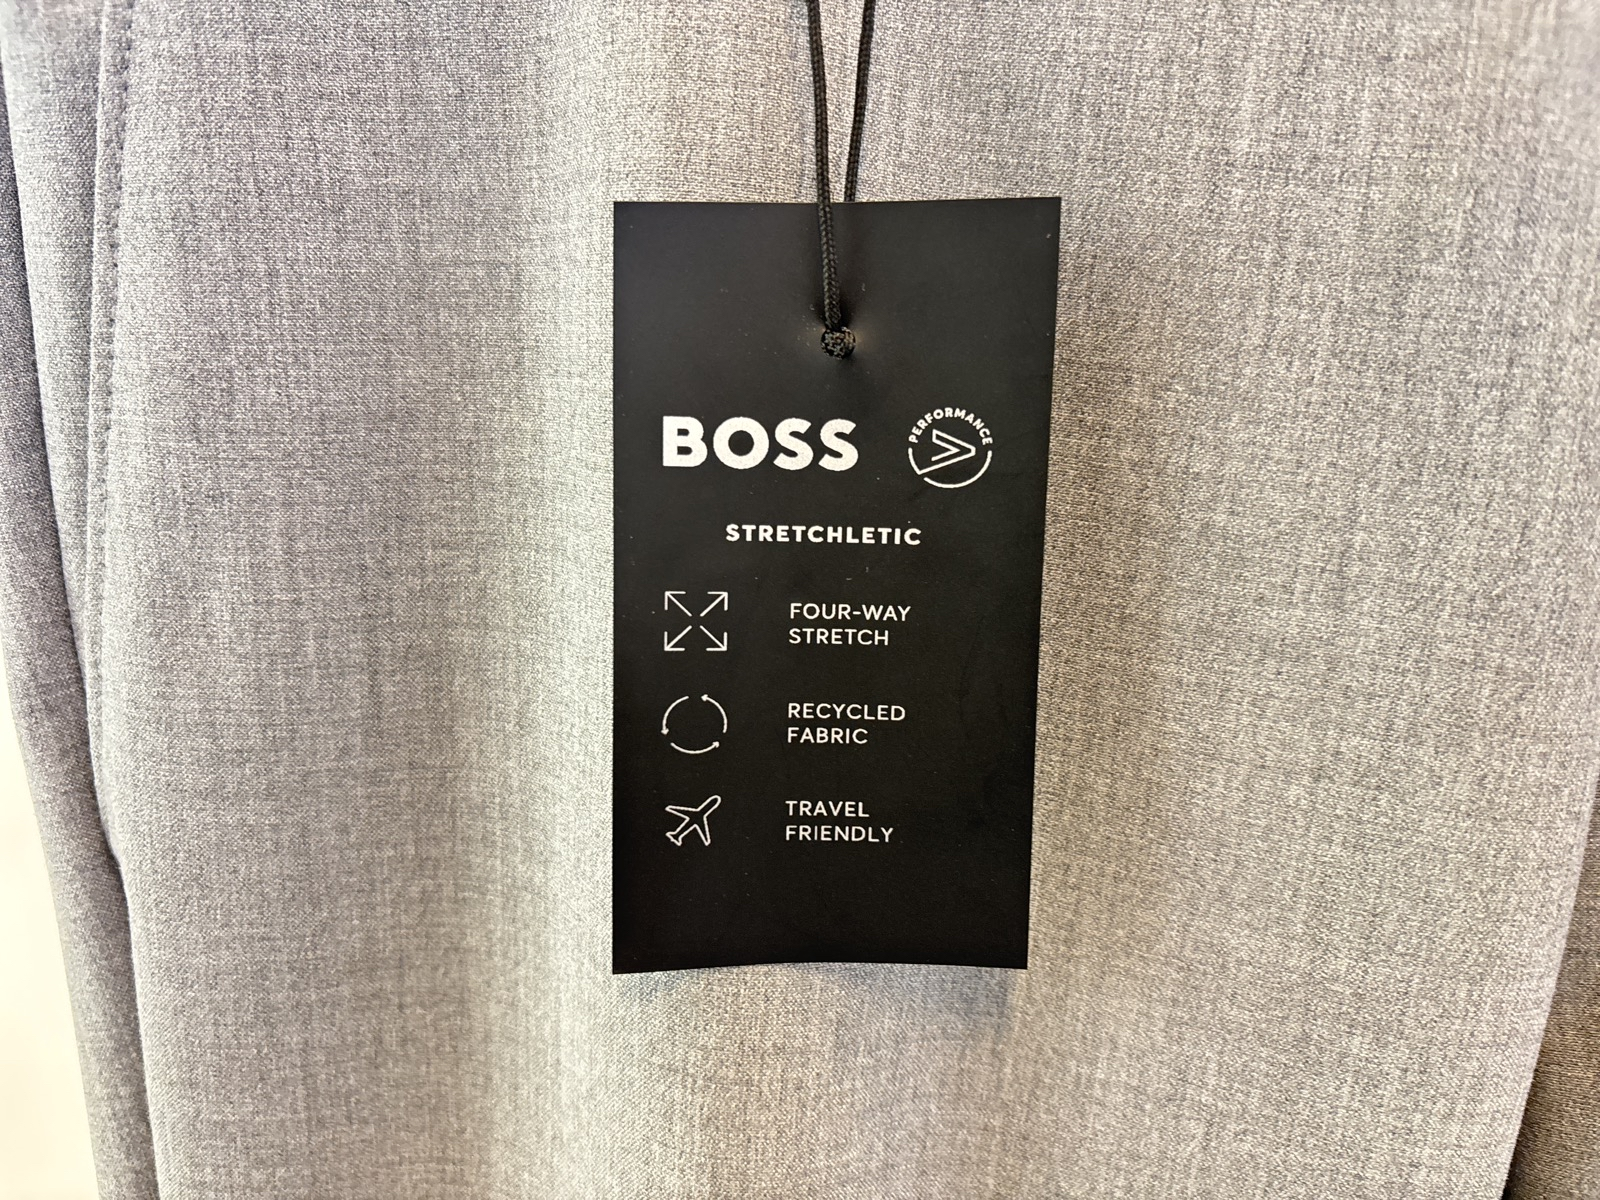 BOSS
PERFORMANCE
STRETCHLETIC
FOUR-WAY
STRETCH
RECYCLED
FABRIC
TRAVEL
FRIENDLY